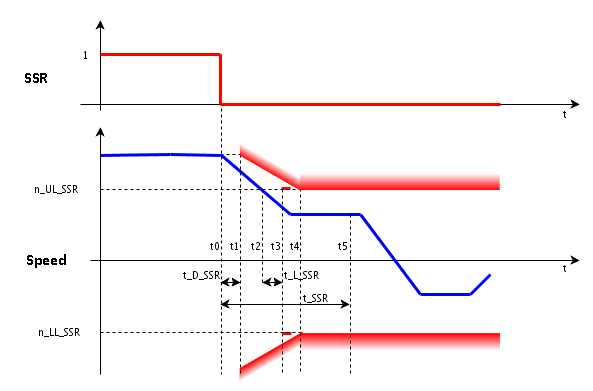 1
SSR
t
n_UL_SSR
t0 t1 t2 t3 t4 t5
Speed
t
t_D_SSR t_L_SSR
t_SSR
n_LL_SSR